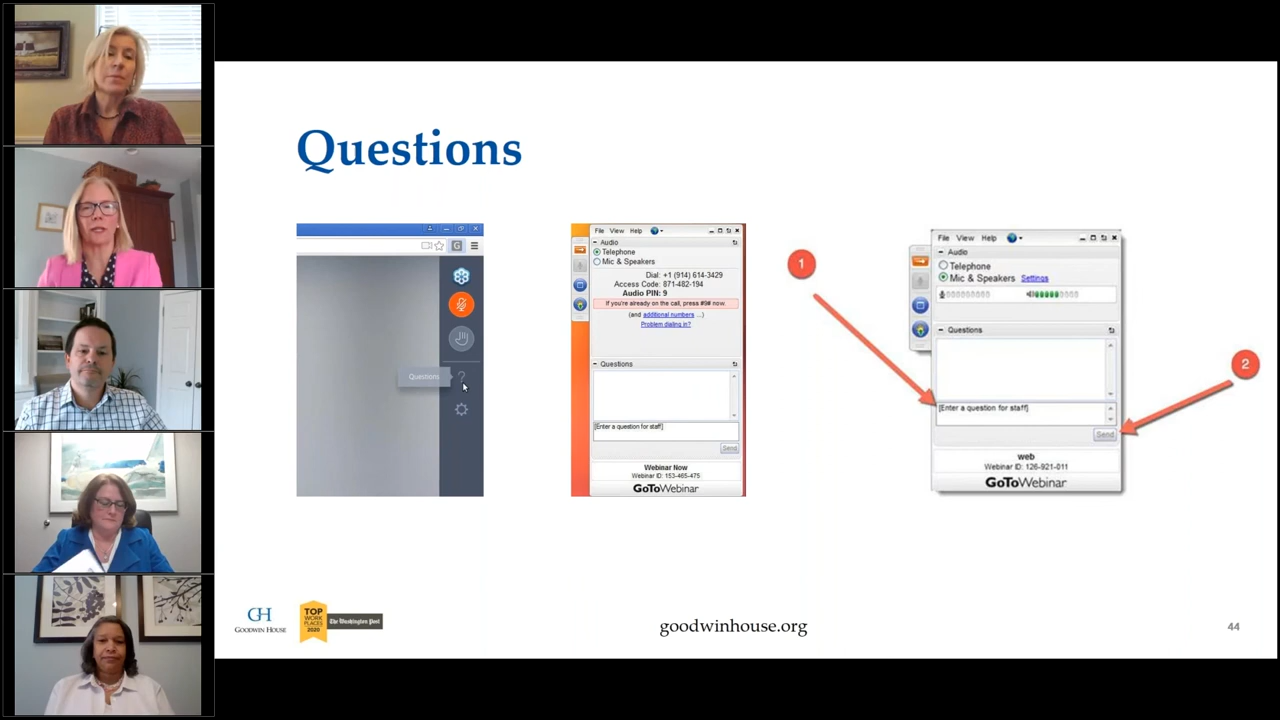 Questions
Questions
File View Help
Audio
Telephone
Mic & Speakers
Dial: +1 (914) 614-3429
Access Code: 871-482-194
Audio PIN: 9
If you're already on the call, press #9# now.
(and additional numbers ...)
Problem dialing in?
Questions
[Enter a question for staff]
Send
Webinar Now
Webinar ID: 153-465-475
GoToWebinar
1
File View Help
Audio
Telephone
Mic & Speakers Settings
Questions
[Enter a question for staff]
Send
web
Webinar ID: 126-921-011
GoToWebinar
2
GH
GOODWIN HOUSE
TOP
WORK
PLACES
2020
The Washington Post
goodwinhouse.org
44